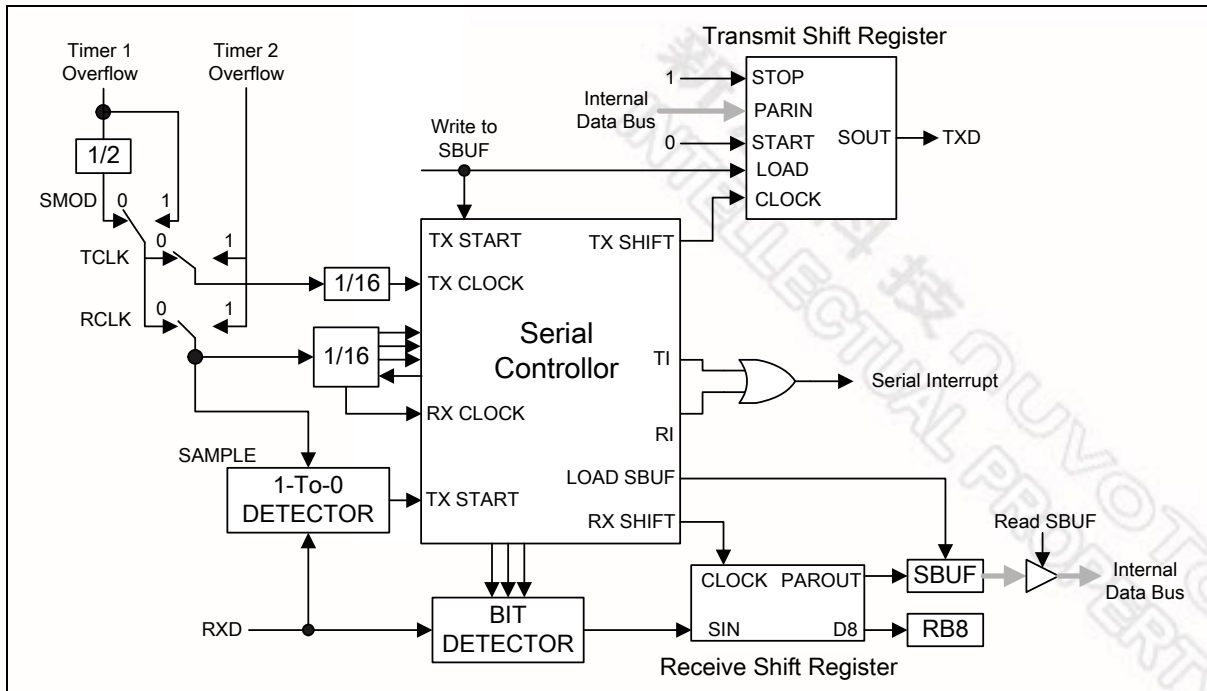 Timer 1
Overflow
Timer 2
Overflow
Transmit Shift Register
1
STOP
Internal
Data Bus
PARIN
0
START
SOUT
TXD
LOAD
CLOCK
Write to
SBUF
1/2
SMOD
0
1
TCLK
0
1
RCLK
0
1
1/16
1/16
TX START
TX SHIFT
TX CLOCK
Serial
Controllor
TI
RX CLOCK
RI
Serial Interrupt
SAMPLE
1-To-0
DETECTOR
TX START
LOAD SBUF
RX SHIFT
Read SBUF
CLOCK
PAROUT
SBUF
Internal
Data Bus
RXD
BIT
DETECTOR
SIN
D8
RB8
Receive Shift Register
nuvoTo
INTELLECTUAL PROPERTY